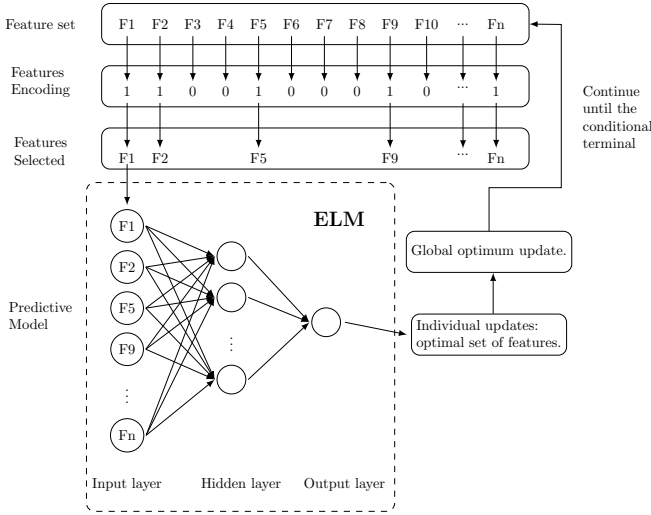 Feature set F1 F2 F3 F4 F5 F6 F7 F8 F9 F10 ... Fn
Features
Encoding
1 1 0 0 1 0 0 0 1 0 ... 1
Continue
until the
conditional
terminal
Features
Selected
F1 F2 F5 F9 ... Fn
ELM
F1
F2
F5
F9
...
Fn
...
Predictive
Model
Global optimum update.
Individual updates:
optimal set of features.
Input layer Hidden layer Output layer